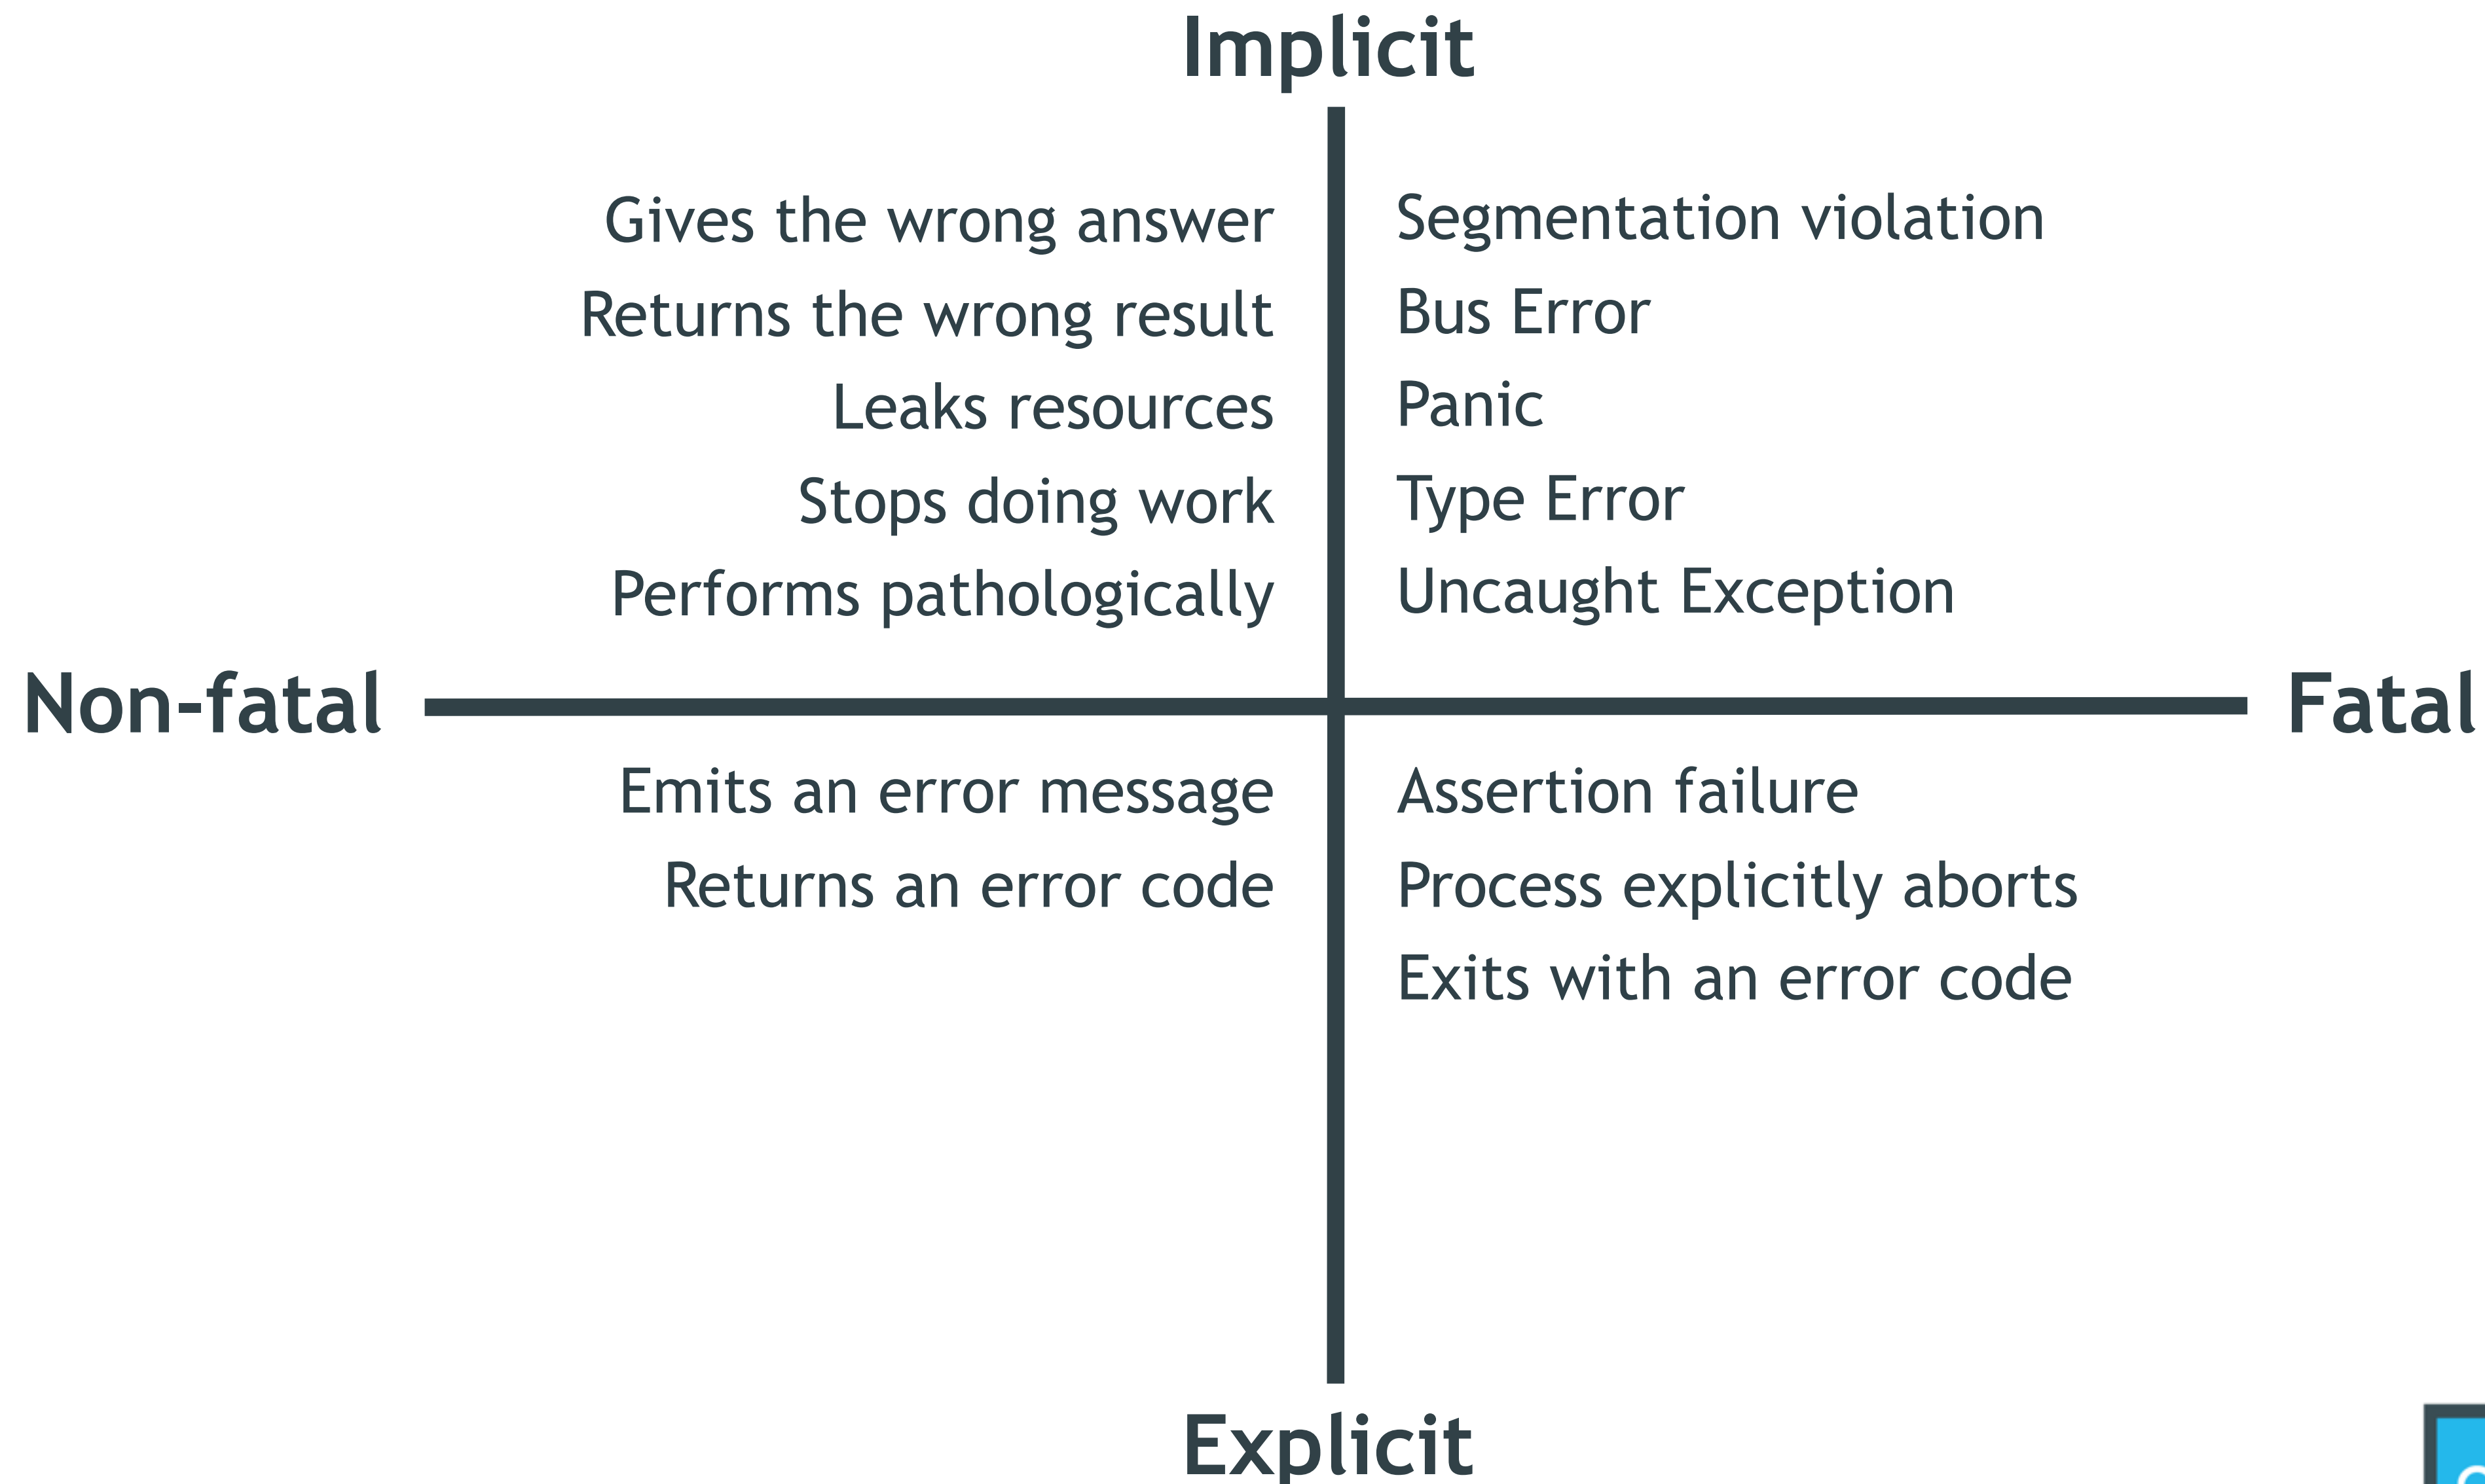 Implicit
Gives the wrong answer
Returns the wrong result
Leaks resources
Stops doing work
Performs pathologically
Segmentation violation
Bus Error
Panic
Type Error
Uncaught Exception
Non-fatal
Fatal
Emits an error message
Returns an error code
Assertion failure
Process explicitly aborts
Exits with an error code
Explicit